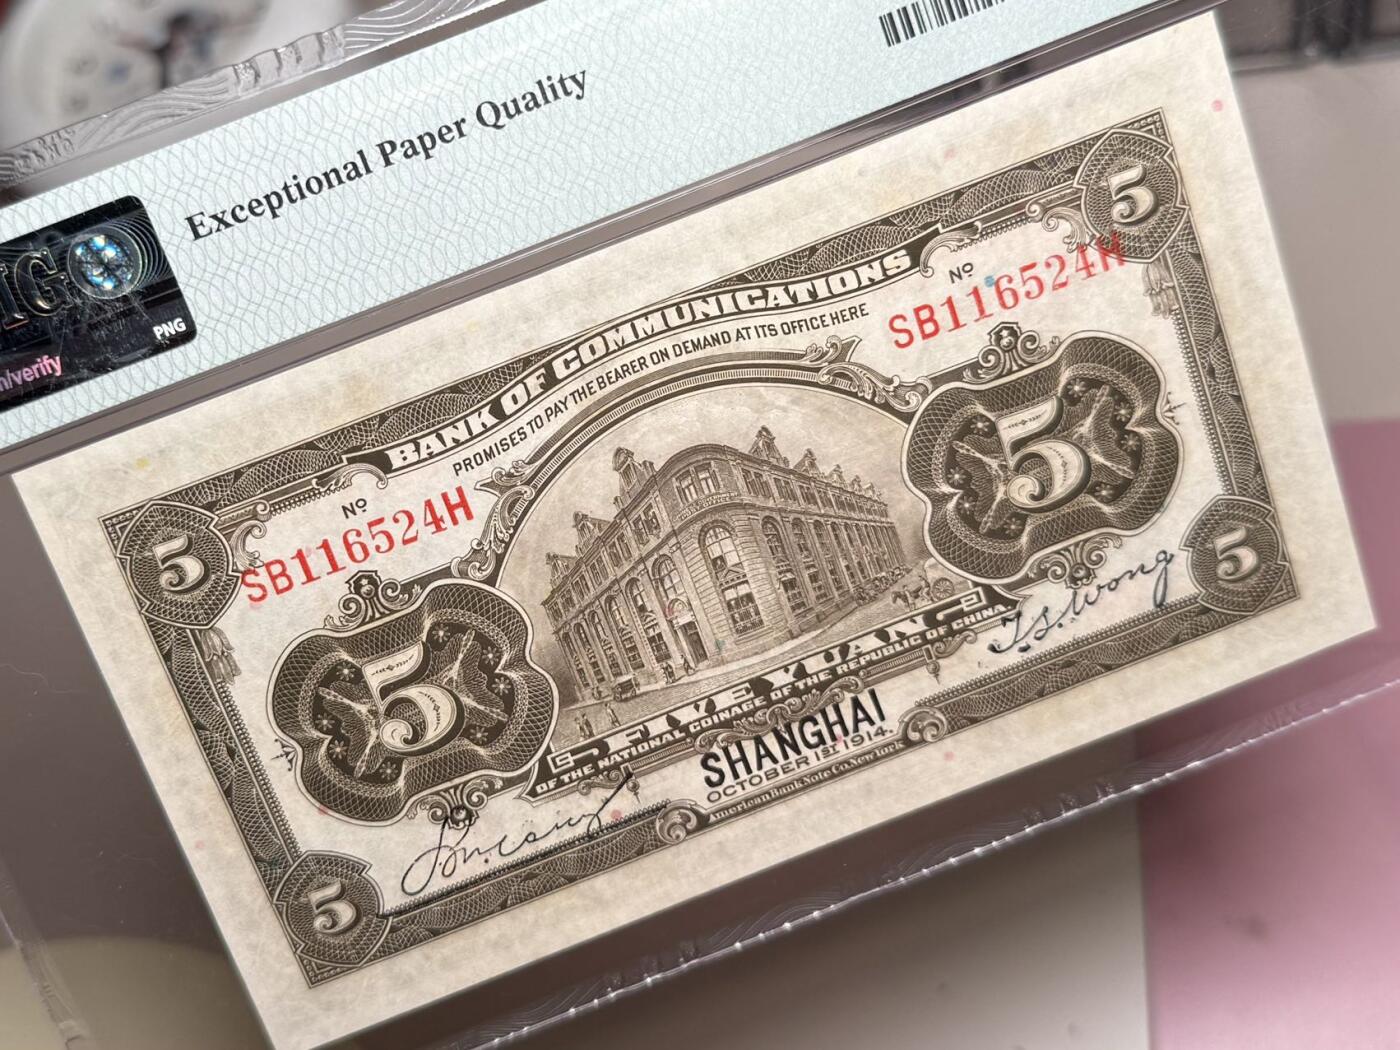 Exceptional Paper Quality
NG
PNG
n/verify
5
BANK OF COMMUNICATIONS
PROMISES TO PAY THE BEARER ON DEMAND AT ITS OFFICE HERE
Nº
SB116524H
Nº
SB116524H
5
5
5
5
5
FIVE YUAN
OF THE NATIONAL COINAGE OF THE REPUBLIC OF CHINA
SHANGHAI
OCTOBER 1ST 1914.
American Bank Note Co. New York
T.S. Wong